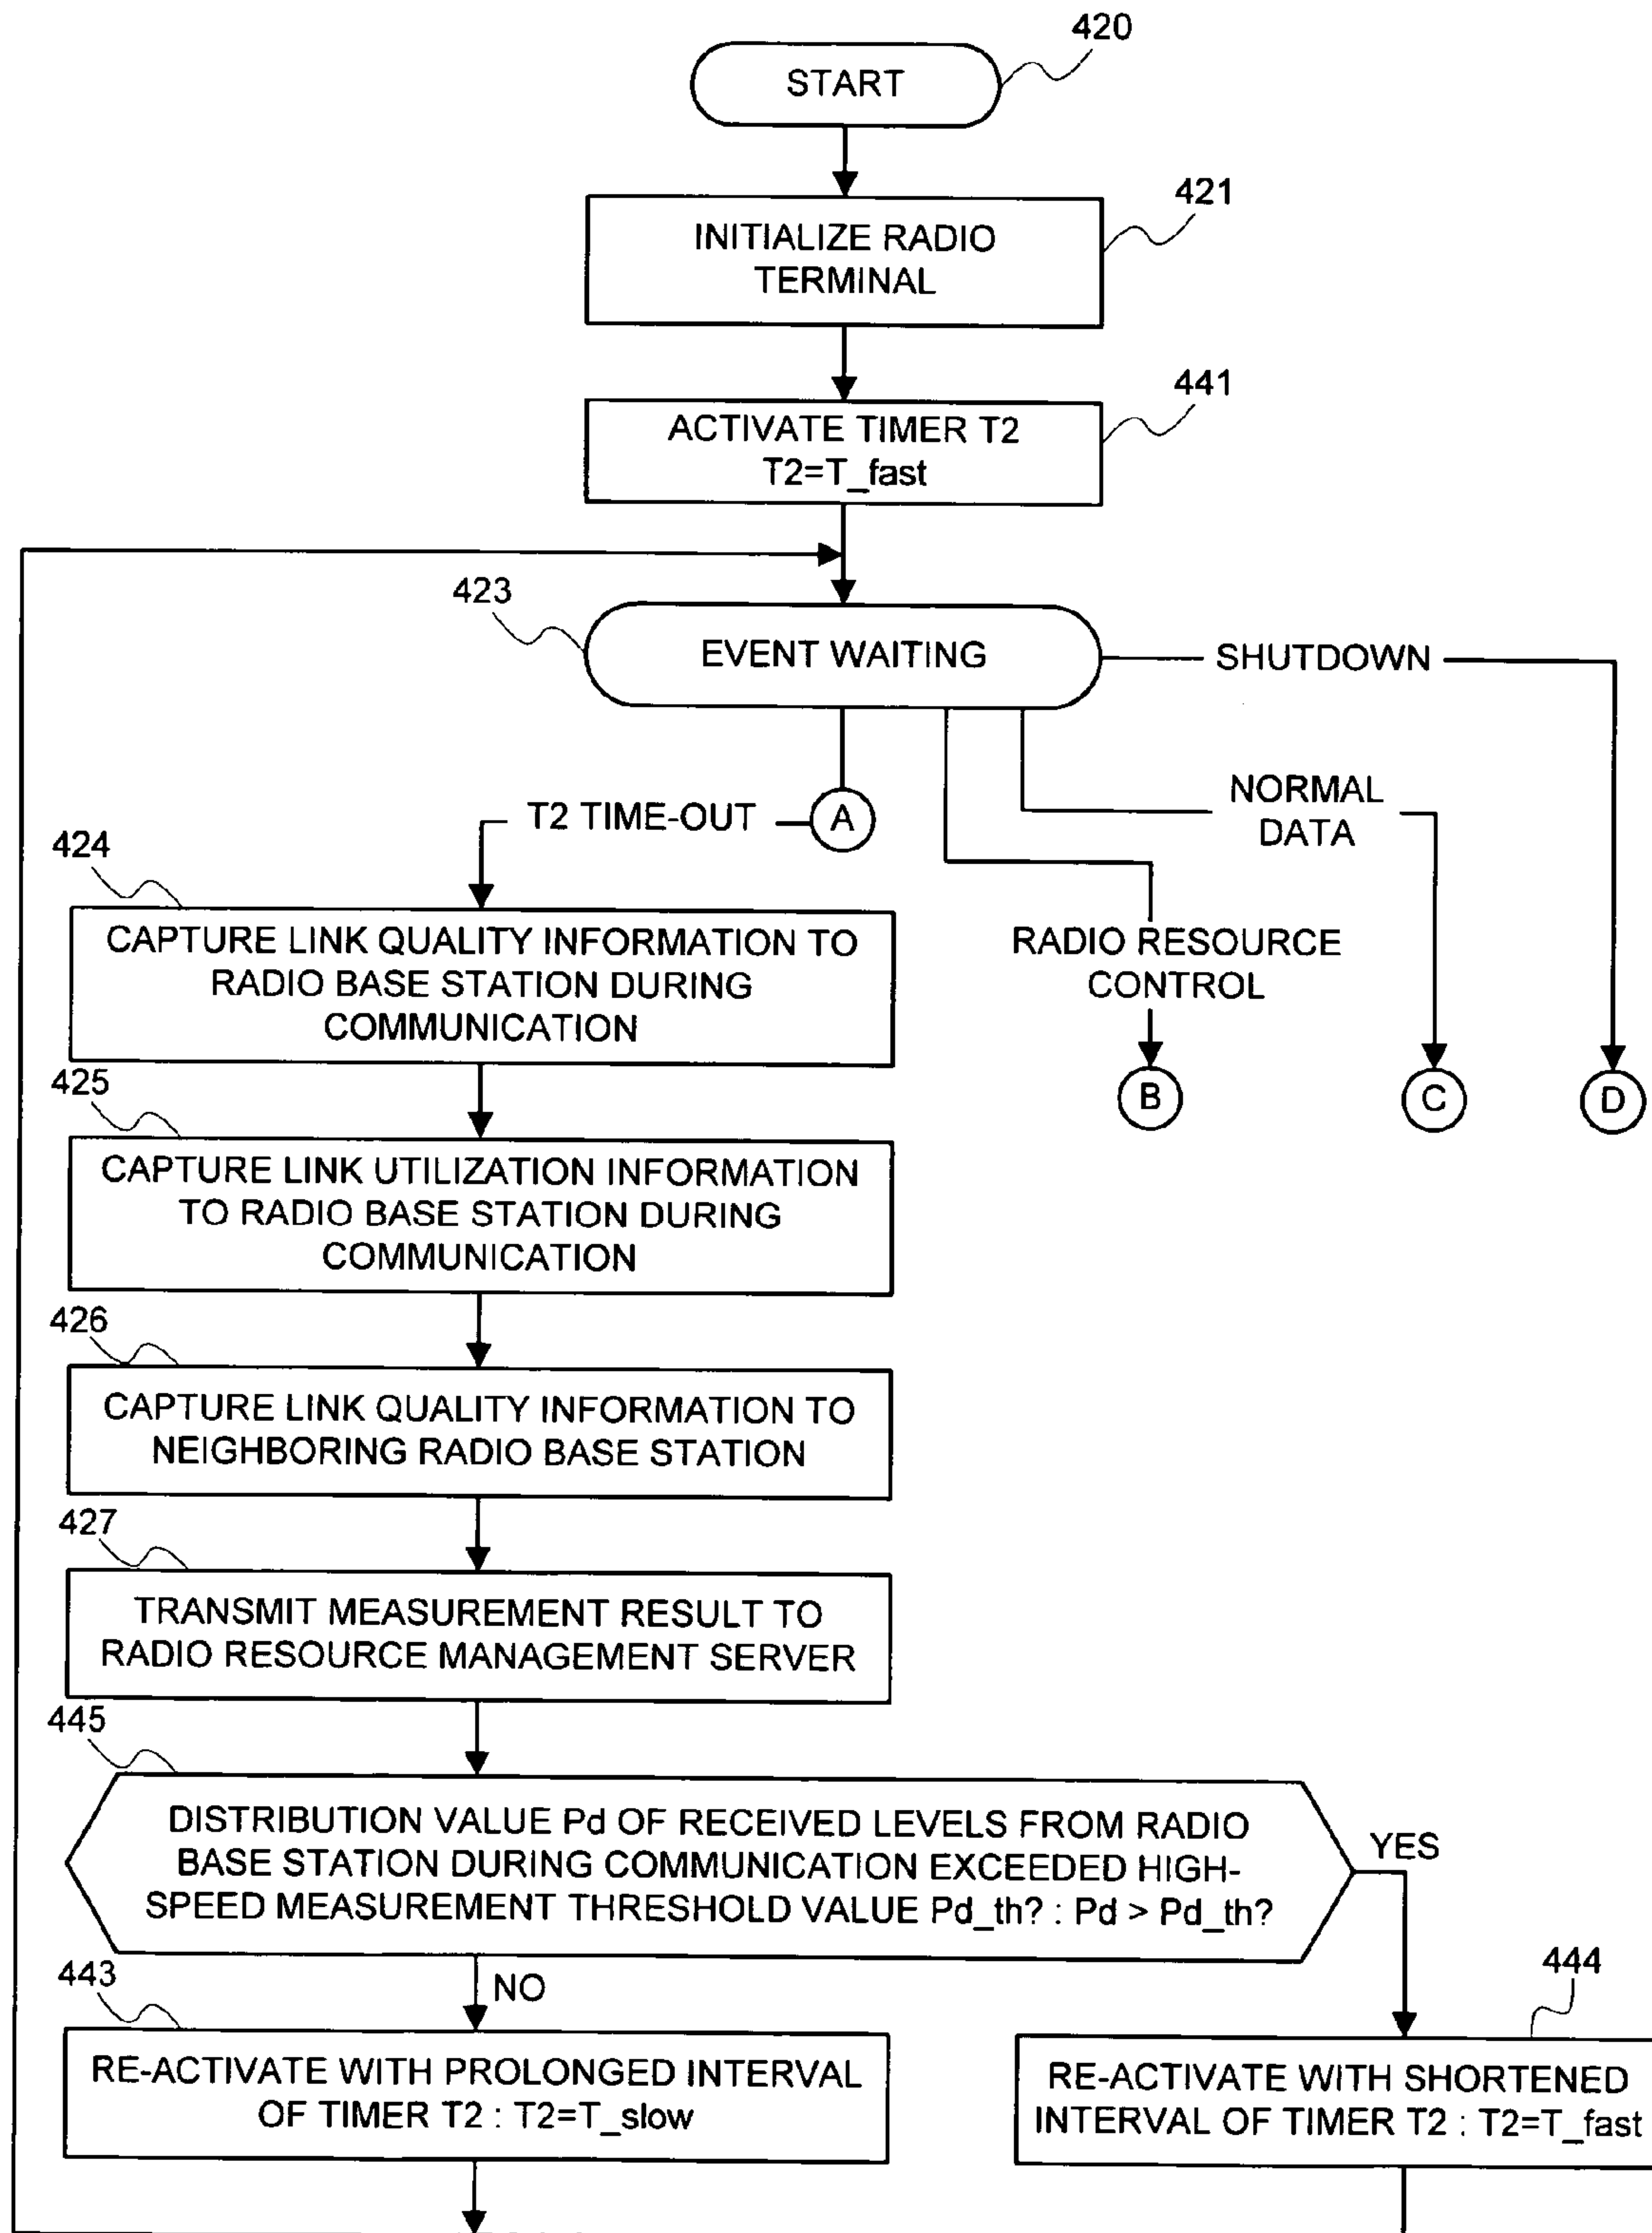 420
START
421
INITIALIZE RADIO
TERMINAL
441
ACTIVATE TIMER T2
T2=T_fast
423
EVENT WAITING
SHUTDOWN
NORMAL
DATA
T2 TIME-OUT
A
424
CAPTURE LINK QUALITY INFORMATION TO
RADIO BASE STATION DURING
COMMUNICATION
RADIO RESOURCE
CONTROL
B
C
D
425
CAPTURE LINK UTILIZATION INFORMATION
TO RADIO BASE STATION DURING
COMMUNICATION
426
CAPTURE LINK QUALITY INFORMATION TO
NEIGHBORING RADIO BASE STATION
427
TRANSMIT MEASUREMENT RESULT TO
RADIO RESOURCE MANAGEMENT SERVER
445
DISTRIBUTION VALUE Pd OF RECEIVED LEVELS FROM RADIO
BASE STATION DURING COMMUNICATION EXCEEDED HIGH-
SPEED MEASUREMENT THRESHOLD VALUE Pd_th? : Pd > Pd_th?
YES
NO
443
RE-ACTIVATE WITH PROLONGED INTERVAL
OF TIMER T2 : T2=T_slow
444
RE-ACTIVATE WITH SHORTENED
INTERVAL OF TIMER T2 : T2=T_fast